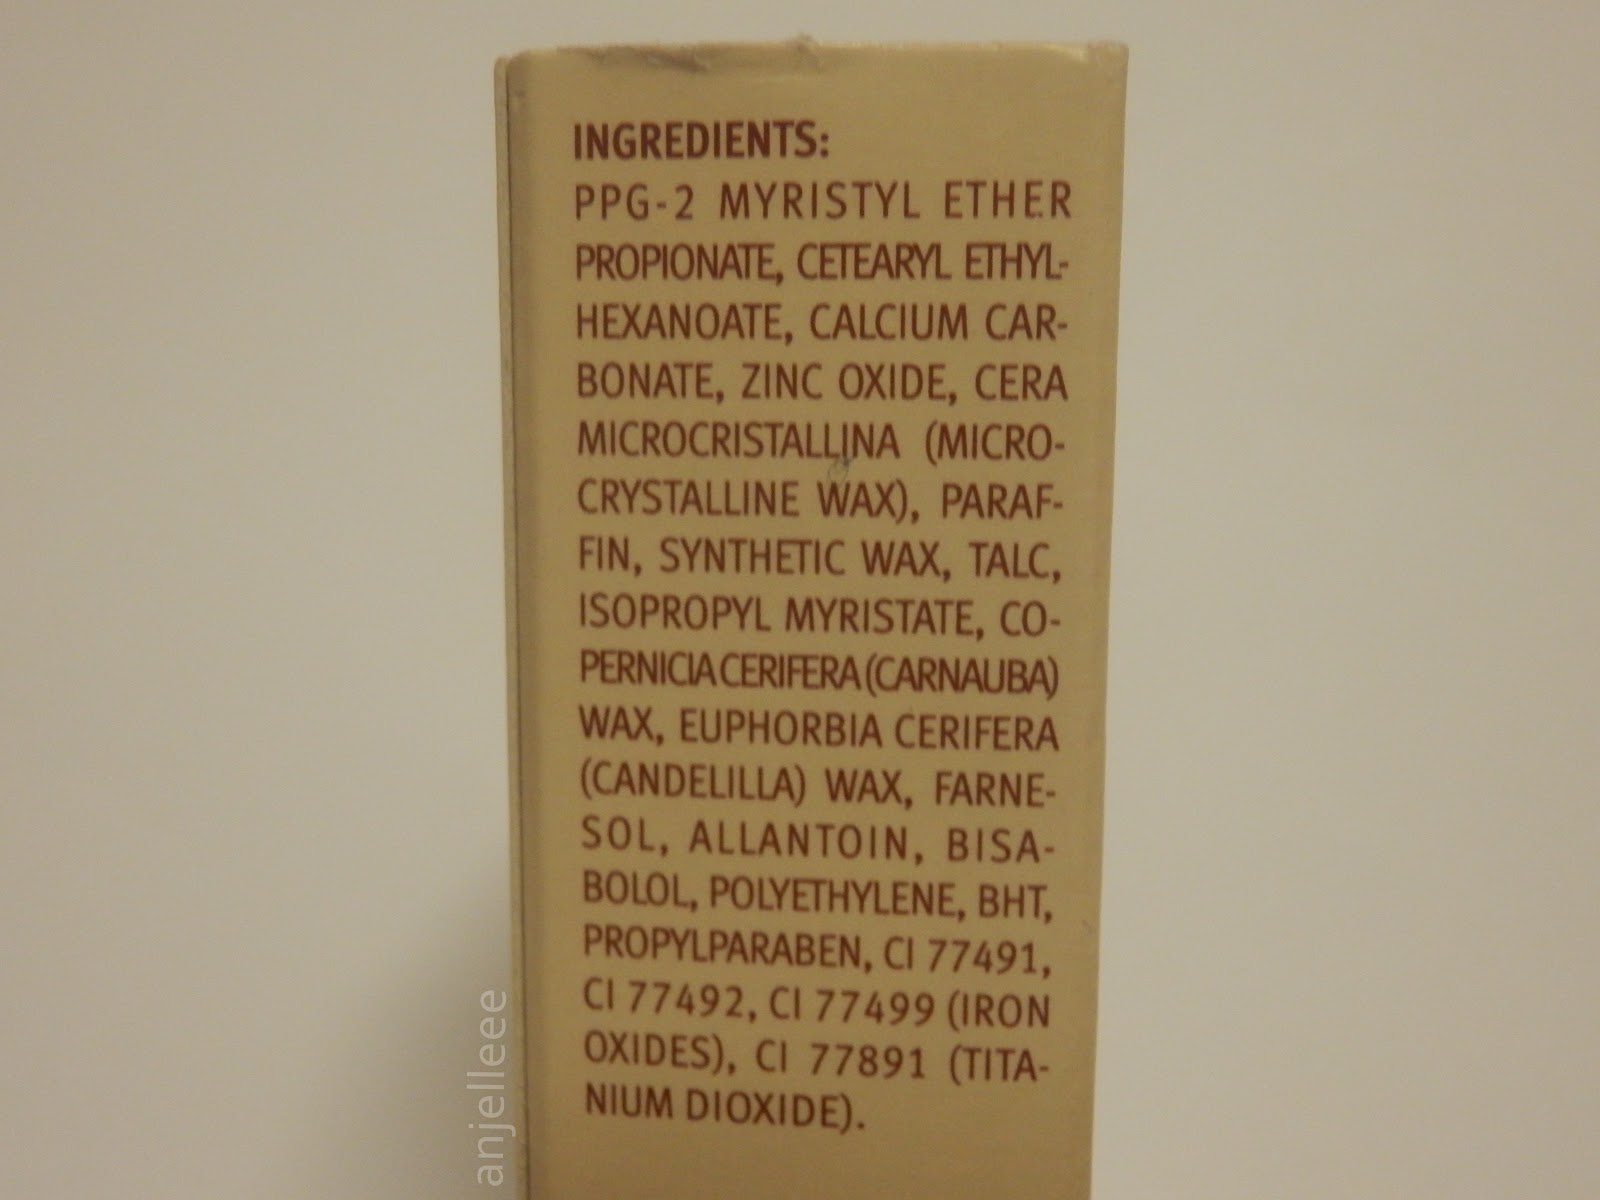 INGREDIENTS:
PPG-2 MYRISTYL ETHER
PROPIONATE, CETEARYL ETHYL-
HEXANOATE, CALCIUM CAR-
BONATE, ZINC OXIDE, CERA
MICROCRISTALLINA (MICRO-
CRYSTALLINE WAX), PARAF-
FIN, SYNTHETIC WAX, TALC,
ISOPROPYL MYRISTATE, CO-
PERNICIA CERIFERA (CARNAUBA)
WAX, EUPHORBIA CERIFERA
(CANDELILLA) WAX, FARNE-
SOL, ALLANTOIN, BISA-
BOLOL, POLYETHYLENE, BHT,
PROPYLPARABEN, CI 77491,
CI 77492, CI 77499 (IRON
OXIDES), CI 77891 (TITA-
NIUM DIOXIDE).
anjelleee